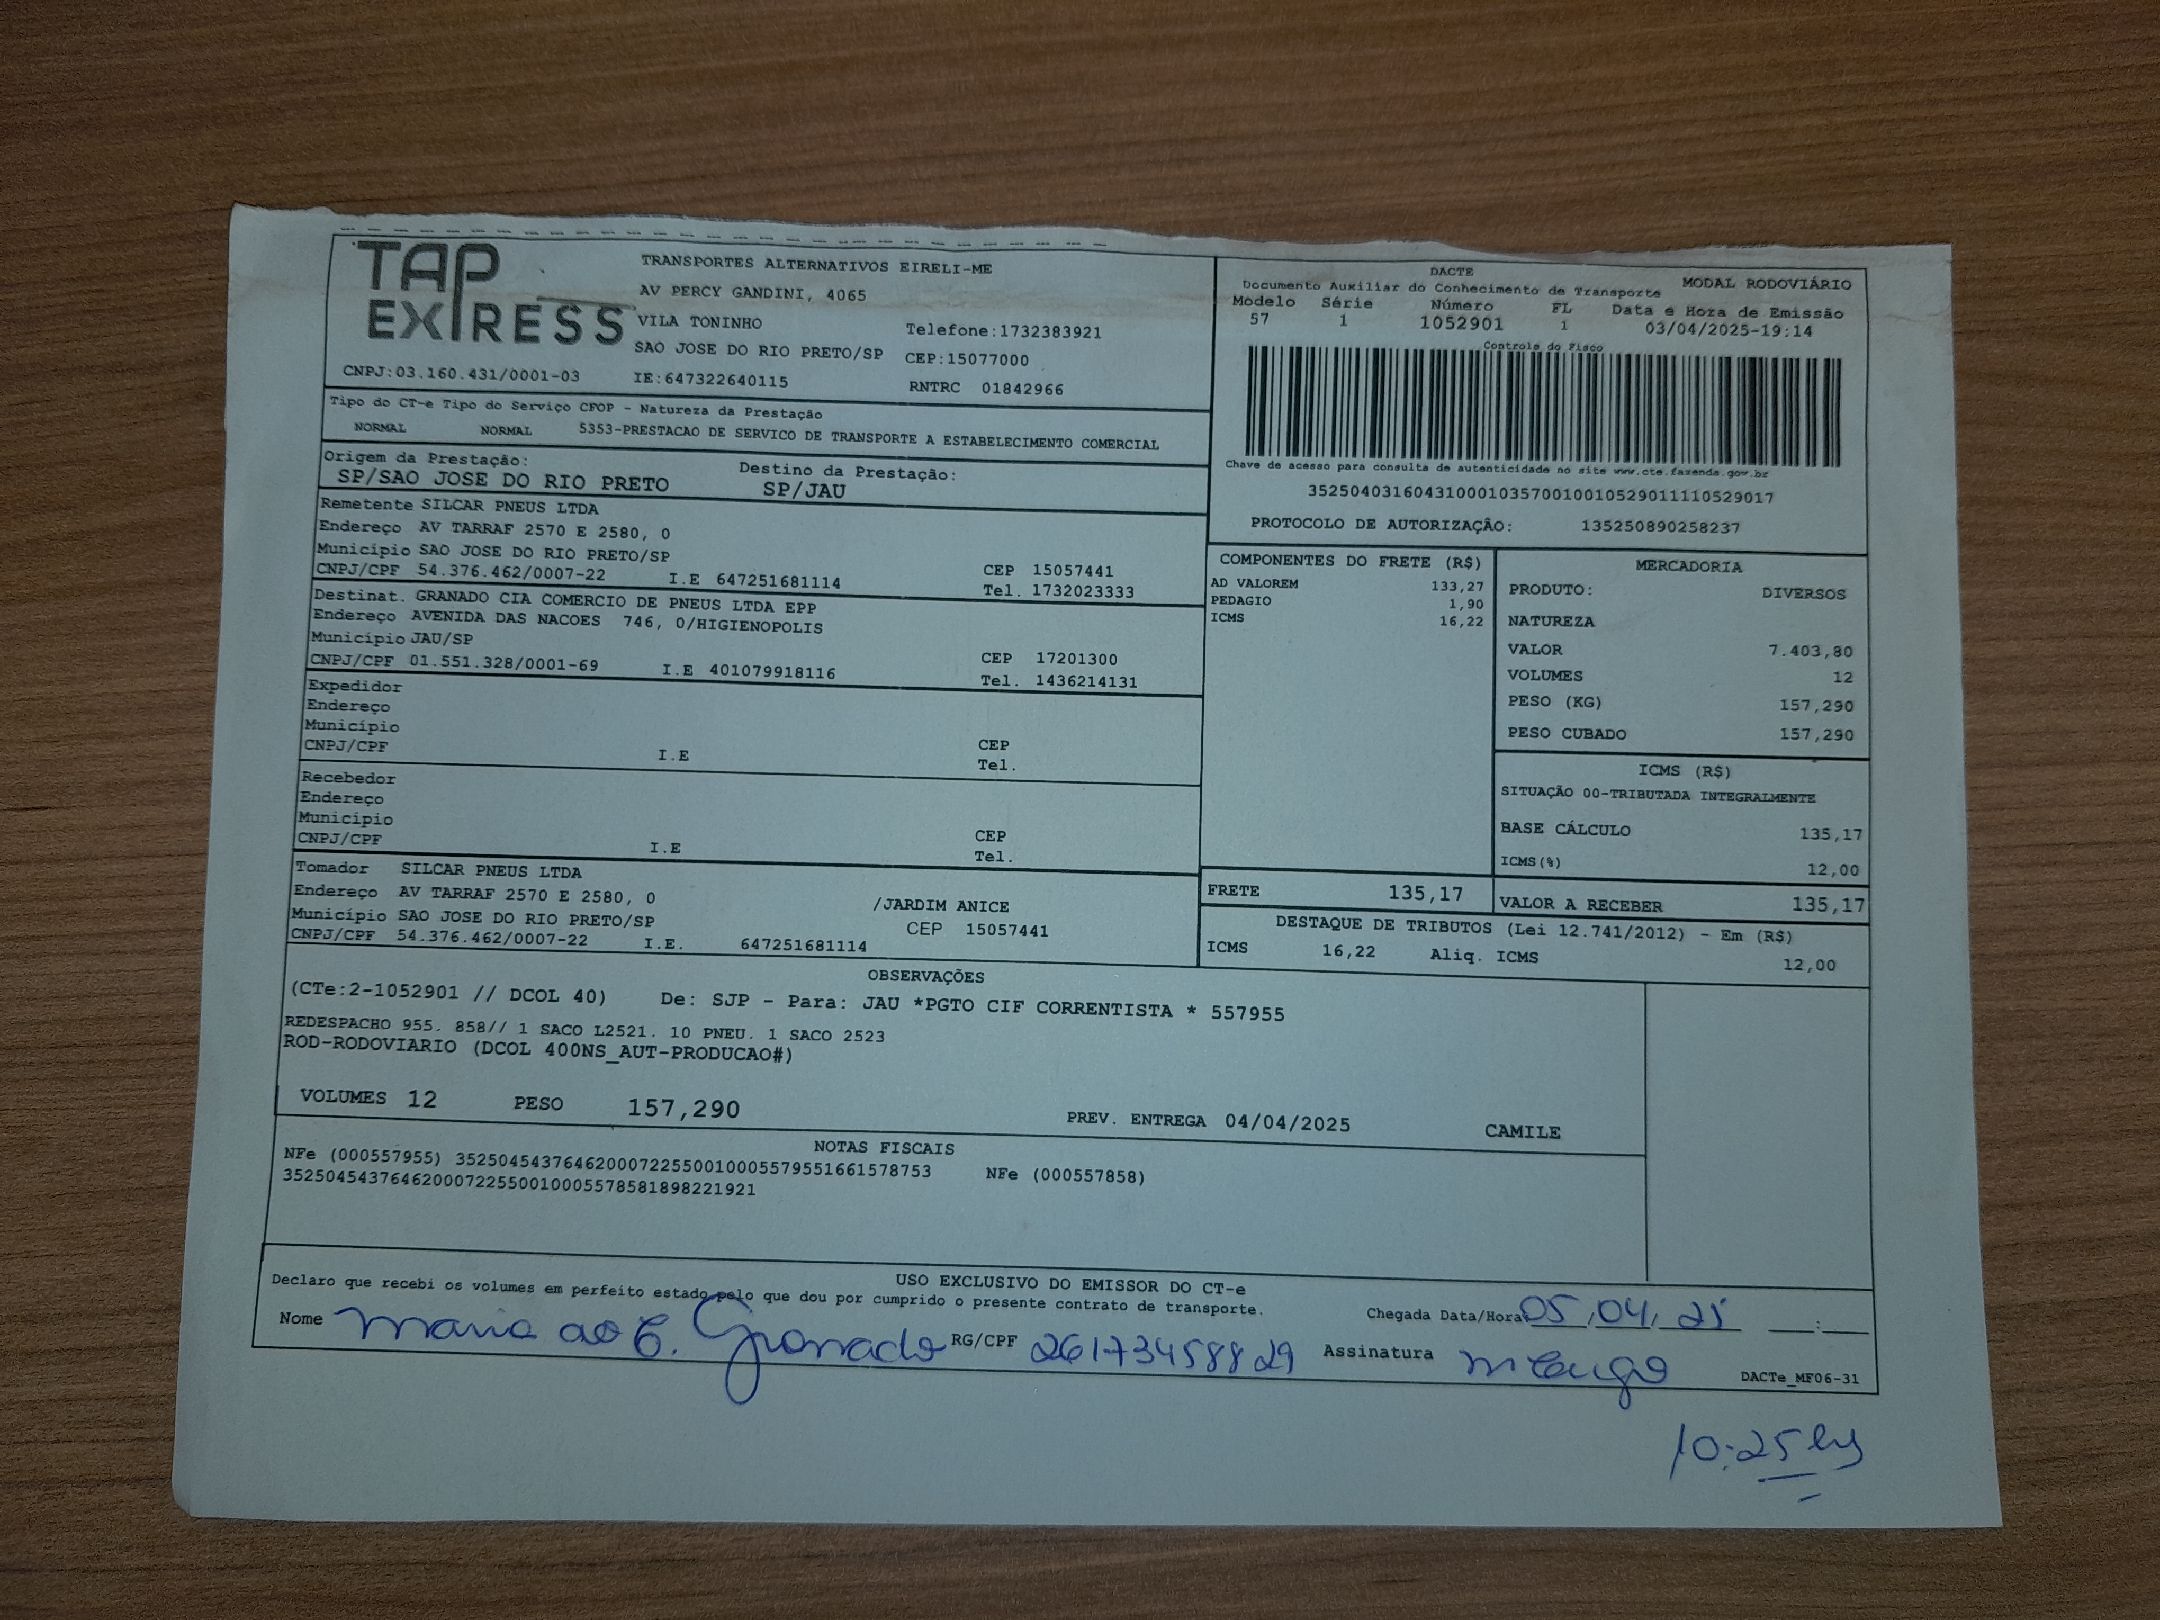 TAP EXPRESS
TRANSPORTES ALTERNATIVOS EIRELI-ME
AV PERCY GANDINI, 4065
VILA TONINHO Telefone:1732383921
SAO JOSE DO RIO PRETO/SP CEP:15077000
CNPJ:03.160.431/0001-03 IE:647322640115 RNTRC 01842966
DACTE MODAL RODOVIÁRIO
Documento Auxiliar do Conhecimento de Transporte
Modelo Série Número FL Data e Hora de Emissão
57 1 1052901 1 03/04/2025-19:14
Controle do Fisco
Chave de acesso para consulta de autenticidade no site www.cte.fazenda.gov.br
35250403160431000103570010010529011110529017
PROTOCOLO DE AUTORIZAÇÃO: 135250890258237
Tipo do CT-e Tipo do Serviço CFOP - Natureza da Prestação
NORMAL NORMAL 5353-PRESTACAO DE SERVICO DE TRANSPORTE A ESTABELECIMENTO COMERCIAL
Origem da Prestação: Destino da Prestação:
SP/SAO JOSE DO RIO PRETO SP/JAU
Remetente SILCAR PNEUS LTDA
Endereço AV TARRAF 2570 E 2580, 0
Município SAO JOSE DO RIO PRETO/SP CEP 15057441
CNPJ/CPF 54.376.462/0007-22 I.E 647251681114 Tel. 1732023333
Destinat. GRANADO CIA COMERCIO DE PNEUS LTDA EPP
Endereço AVENIDA DAS NACOES 746, 0/HIGIENOPOLIS
Município JAU/SP CEP 17201300
CNPJ/CPF 01.551.328/0001-69 I.E 401079918116 Tel. 1436214131
Expedidor
Endereço
Município CEP
CNPJ/CPF I.E Tel.
Recebedor
Endereço
Município CEP
CNPJ/CPF I.E Tel.
Tomador SILCAR PNEUS LTDA
Endereço AV TARRAF 2570 E 2580, 0 /JARDIM ANICE
Município SAO JOSE DO RIO PRETO/SP CEP 15057441
CNPJ/CPF 54.376.462/0007-22 I.E. 647251681114
COMPONENTES DO FRETE (R$)
AD VALOREM 133,27
PEDAGIO 1,90
ICMS 16,22
MERCADORIA
PRODUTO: DIVERSOS
NATUREZA
VALOR 7.403,80
VOLUMES 12
PESO (KG) 157,290
PESO CUBADO 157,290
ICMS (R$)
SITUAÇÃO 00-TRIBUTADA INTEGRALMENTE
BASE CÁLCULO 135,17
ICMS(%) 12,00
FRETE 135,17 VALOR A RECEBER 135,17
DESTAQUE DE TRIBUTOS (Lei 12.741/2012) - Em (R$)
ICMS 16,22 Aliq. ICMS 12,00
OBSERVAÇÕES
(CTe:2-1052901 // DCOL 40) De: SJP - Para: JAU *PGTO CIF CORRENTISTA * 557955
REDESPACHO 955. 858// 1 SACO L2521. 10 PNEU. 1 SACO 2523
ROD-RODOVIARIO (DCOL 400NS_AUT-PRODUCAO#)
VOLUMES 12 PESO 157,290 PREV. ENTREGA 04/04/2025 CAMILE
NOTAS FISCAIS
NFe (000557955) 35250454376462000722550010005579551661578753 NFe (000557858)
35250454376462000722550010005578581898221921
USO EXCLUSIVO DO EMISSOR DO CT-e
Declaro que recebi os volumes em perfeito estado pelo que dou por cumprido o presente contrato de transporte. Chegada Data/Hora 05,04,25 __:__
Nome Maria do C. Granado RG/CPF 26173458829 Assinatura DACTe_MF06-31
10:25 hs